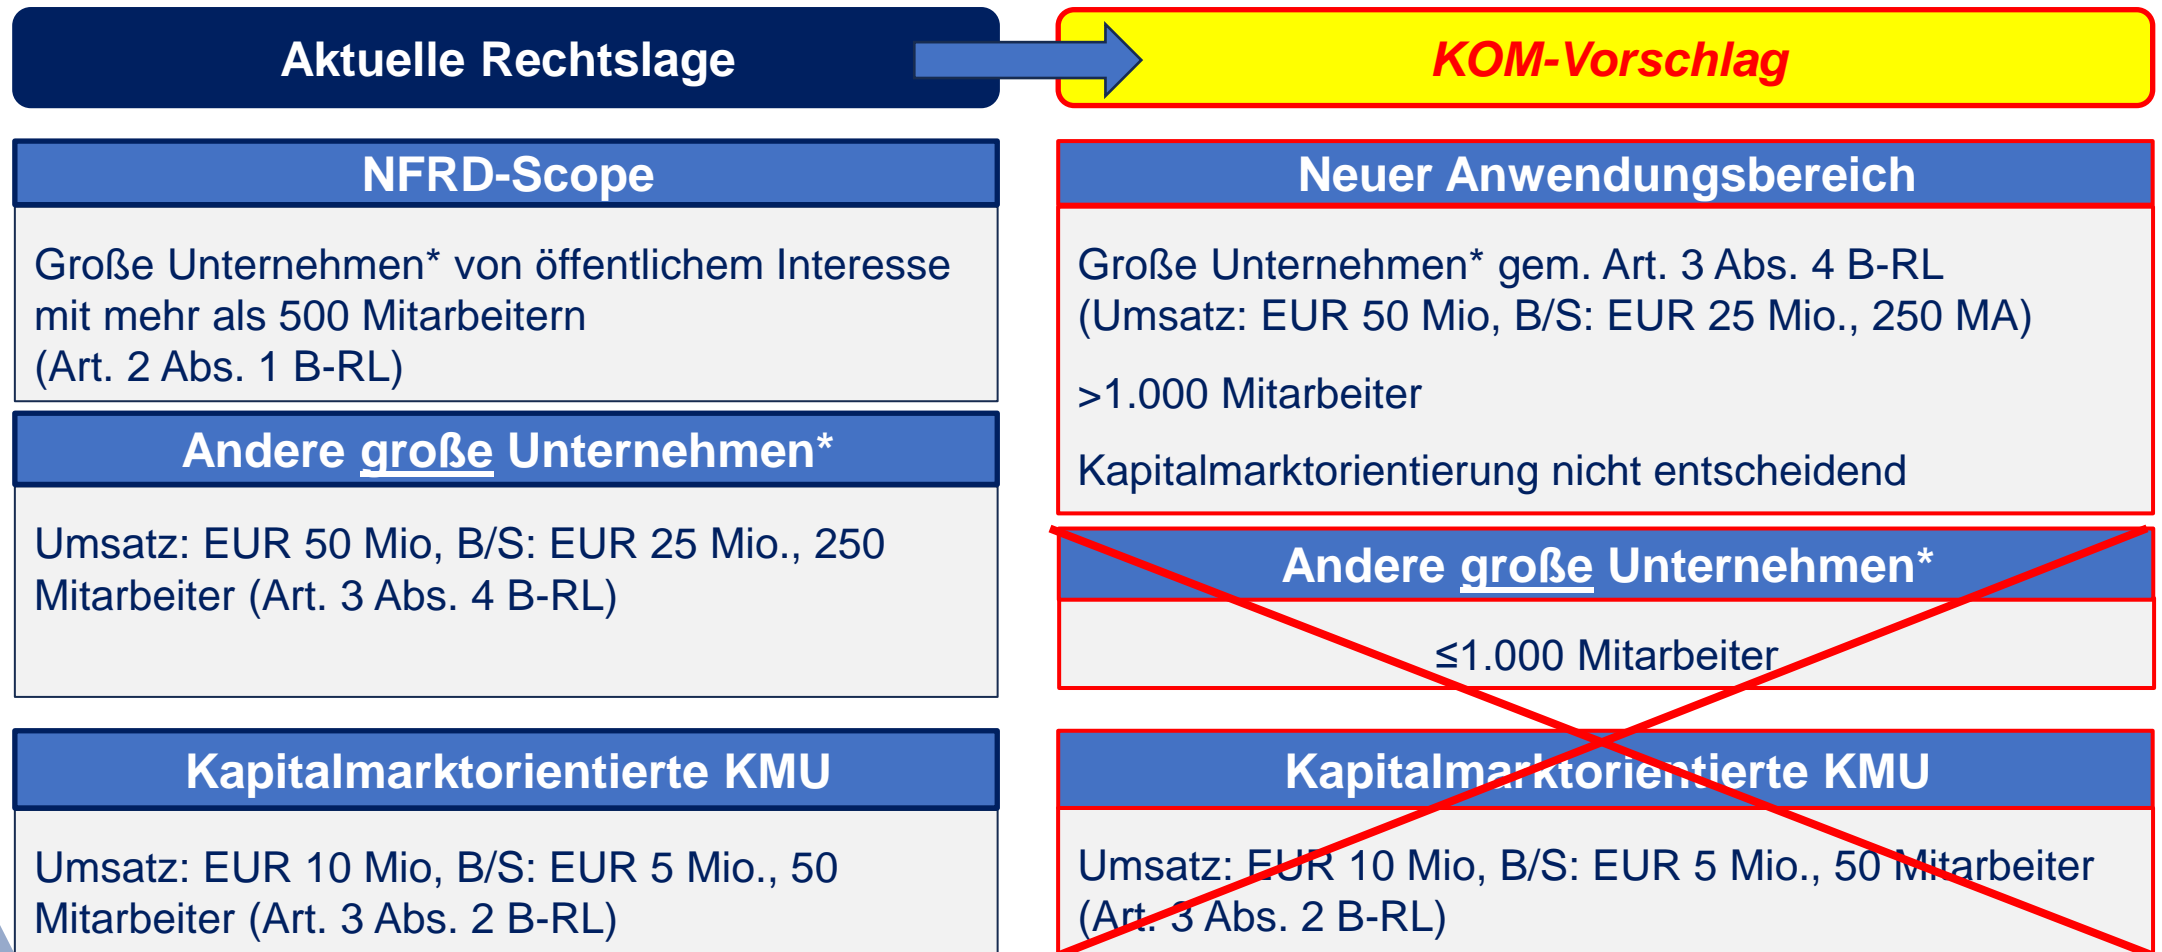 Aktuelle Rechtslage
KOM-Vorschlag
NFRD-Scope
Große Unternehmen* von öffentlichem Interesse
mit mehr als 500 Mitarbeitern
(Art. 2 Abs. 1 B-RL)
Andere große Unternehmen*
Umsatz: EUR 50 Mio, B/S: EUR 25 Mio., 250
Mitarbeiter (Art. 3 Abs. 4 B-RL)
Kapitalmarktorientierte KMU
Umsatz: EUR 10 Mio, B/S: EUR 5 Mio., 50
Mitarbeiter (Art. 3 Abs. 2 B-RL)
Neuer Anwendungsbereich
Große Unternehmen* gem. Art. 3 Abs. 4 B-RL
(Umsatz: EUR 50 Mio, B/S: EUR 25 Mio., 250 MA)
>1.000 Mitarbeiter
Kapitalmarktorientierung nicht entscheidend
Andere große Unternehmen*
≤1.000 Mitarbeiter
Kapitalmarktorientierte KMU
Umsatz: EUR 10 Mio, B/S: EUR 5 Mio., 50 Mitarbeiter
(Art. 3 Abs. 2 B-RL)